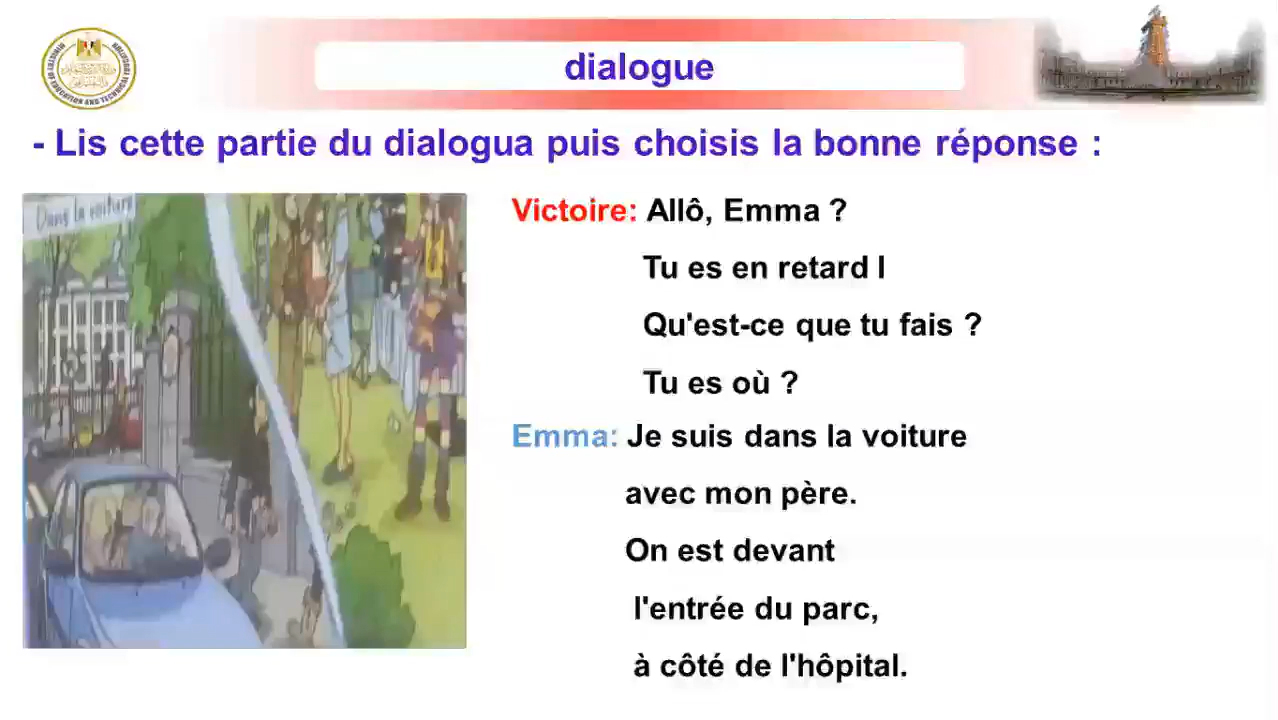 dialogue
- Lis cette partie du dialogua puis choisis la bonne réponse :
Dans la voiture
Victoire: Allô, Emma ?
Tu es en retard l
Qu'est-ce que tu fais ?
Tu es où ?
Emma: Je suis dans la voiture
avec mon père.
On est devant
l'entrée du parc,
à côté de l'hôpital.